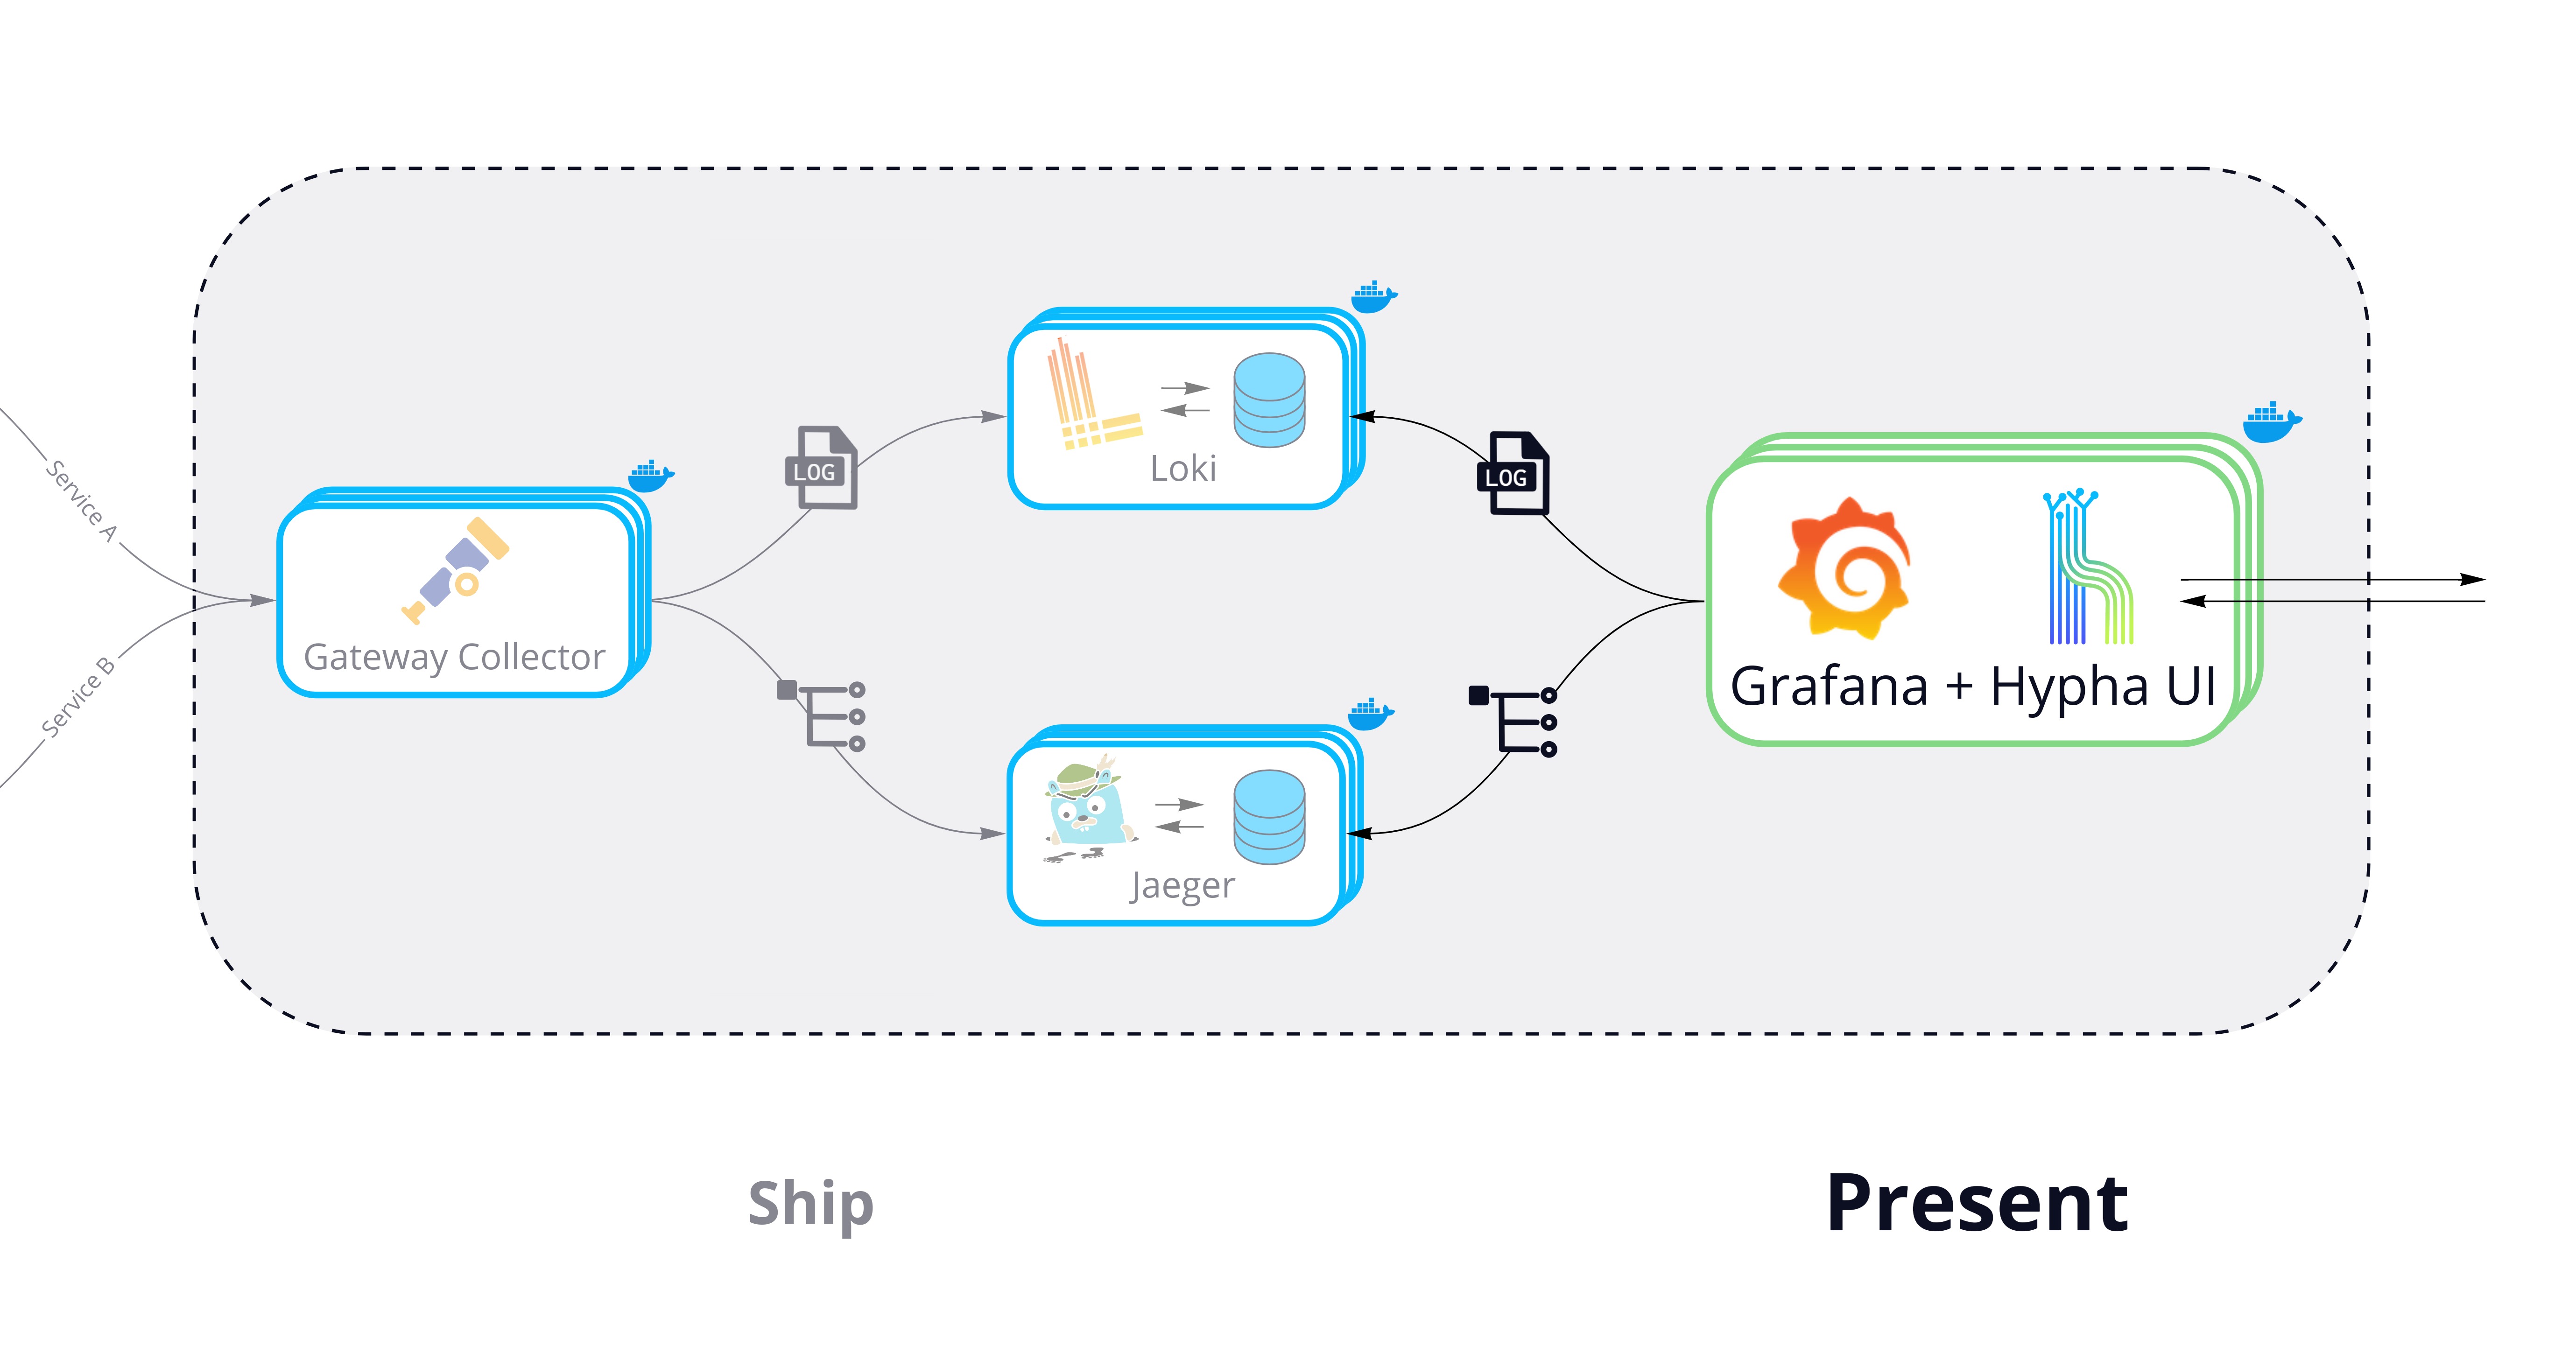 Service A
Service B
Gateway Collector
LOG
Loki
Jaeger
LOG
Grafana + Hypha UI
Ship
Present